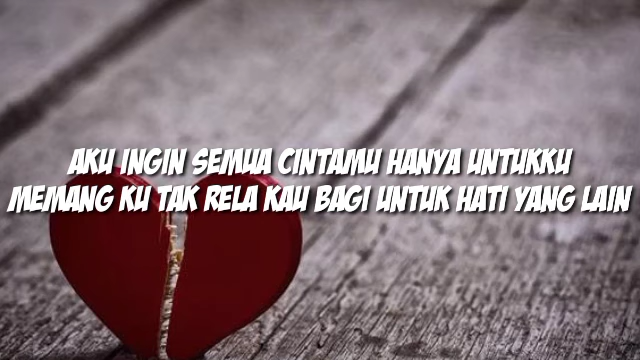 AKU INGIN SEMUA CINTAMU HANYA UNTUKKU
MEMANG KU TAK RELA KAU BAGI UNTUK HATI YANG LAIN